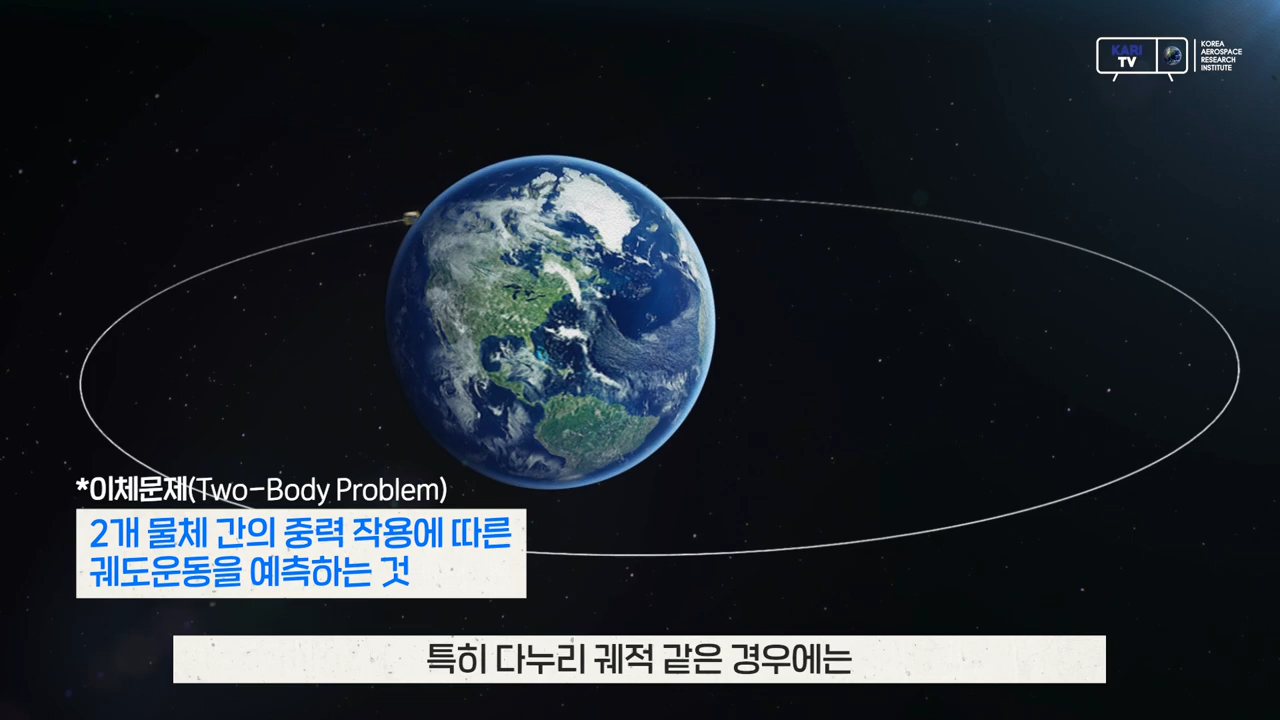 KARI
TV
KOREA
AEROSPACE
RESEARCH
INSTITUTE
*이체문제(Two-Body Problem)
2개 물체 간의 중력 작용에 따른
궤도운동을 예측하는 것
특히 다누리 궤적 같은 경우에는